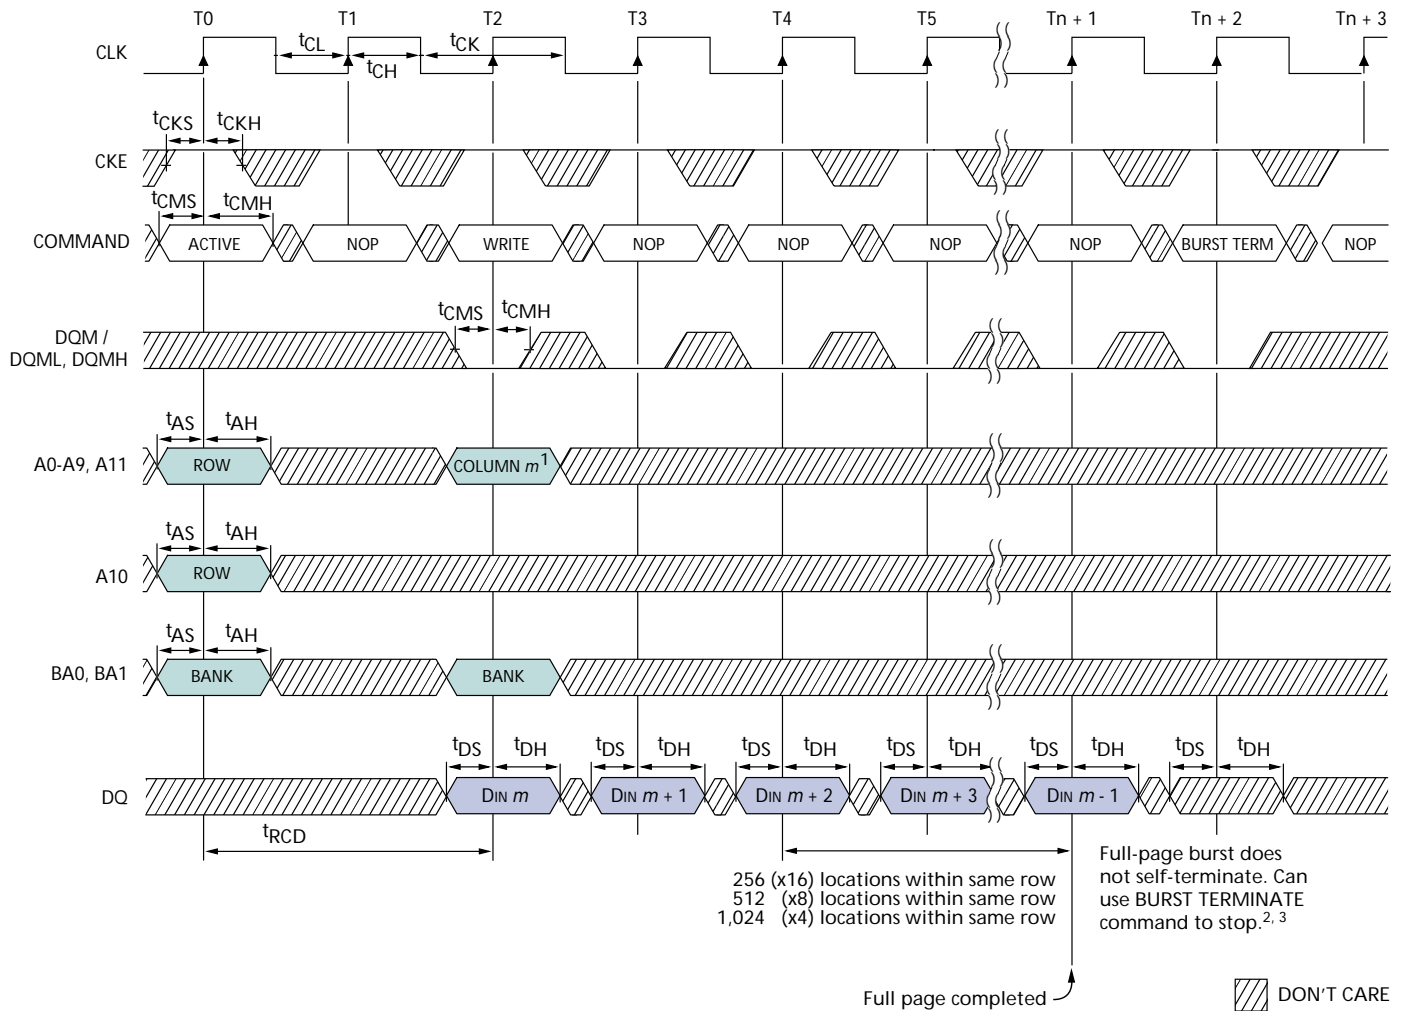 T0 T1 T2 T3 T4 T5 Tn + 1 Tn + 2 Tn + 3
CLK
tCL tCK
tCH
tCKS tCKH
CKE
tCMS tCMH
COMMAND ACTIVE NOP WRITE NOP NOP NOP NOP BURST TERM NOP
tCMS tCMH
DQM /
DQML, DQMH
tAS tAH
A0-A9, A11 ROW COLUMN m1
tAS tAH
A10 ROW
tAS tAH
BA0, BA1 BANK BANK
tDS tDH tDS tDH tDS tDH tDS tDH tDS tDH tDS tDH
DQ DIN m DIN m + 1 DIN m + 2 DIN m + 3 DIN m - 1
tRCD
256 (x16) locations within same row
512 (x8) locations within same row
1,024 (x4) locations within same row
Full-page burst does
not self-terminate. Can
use BURST TERMINATE
command to stop.2, 3
Full page completed
DON'T CARE